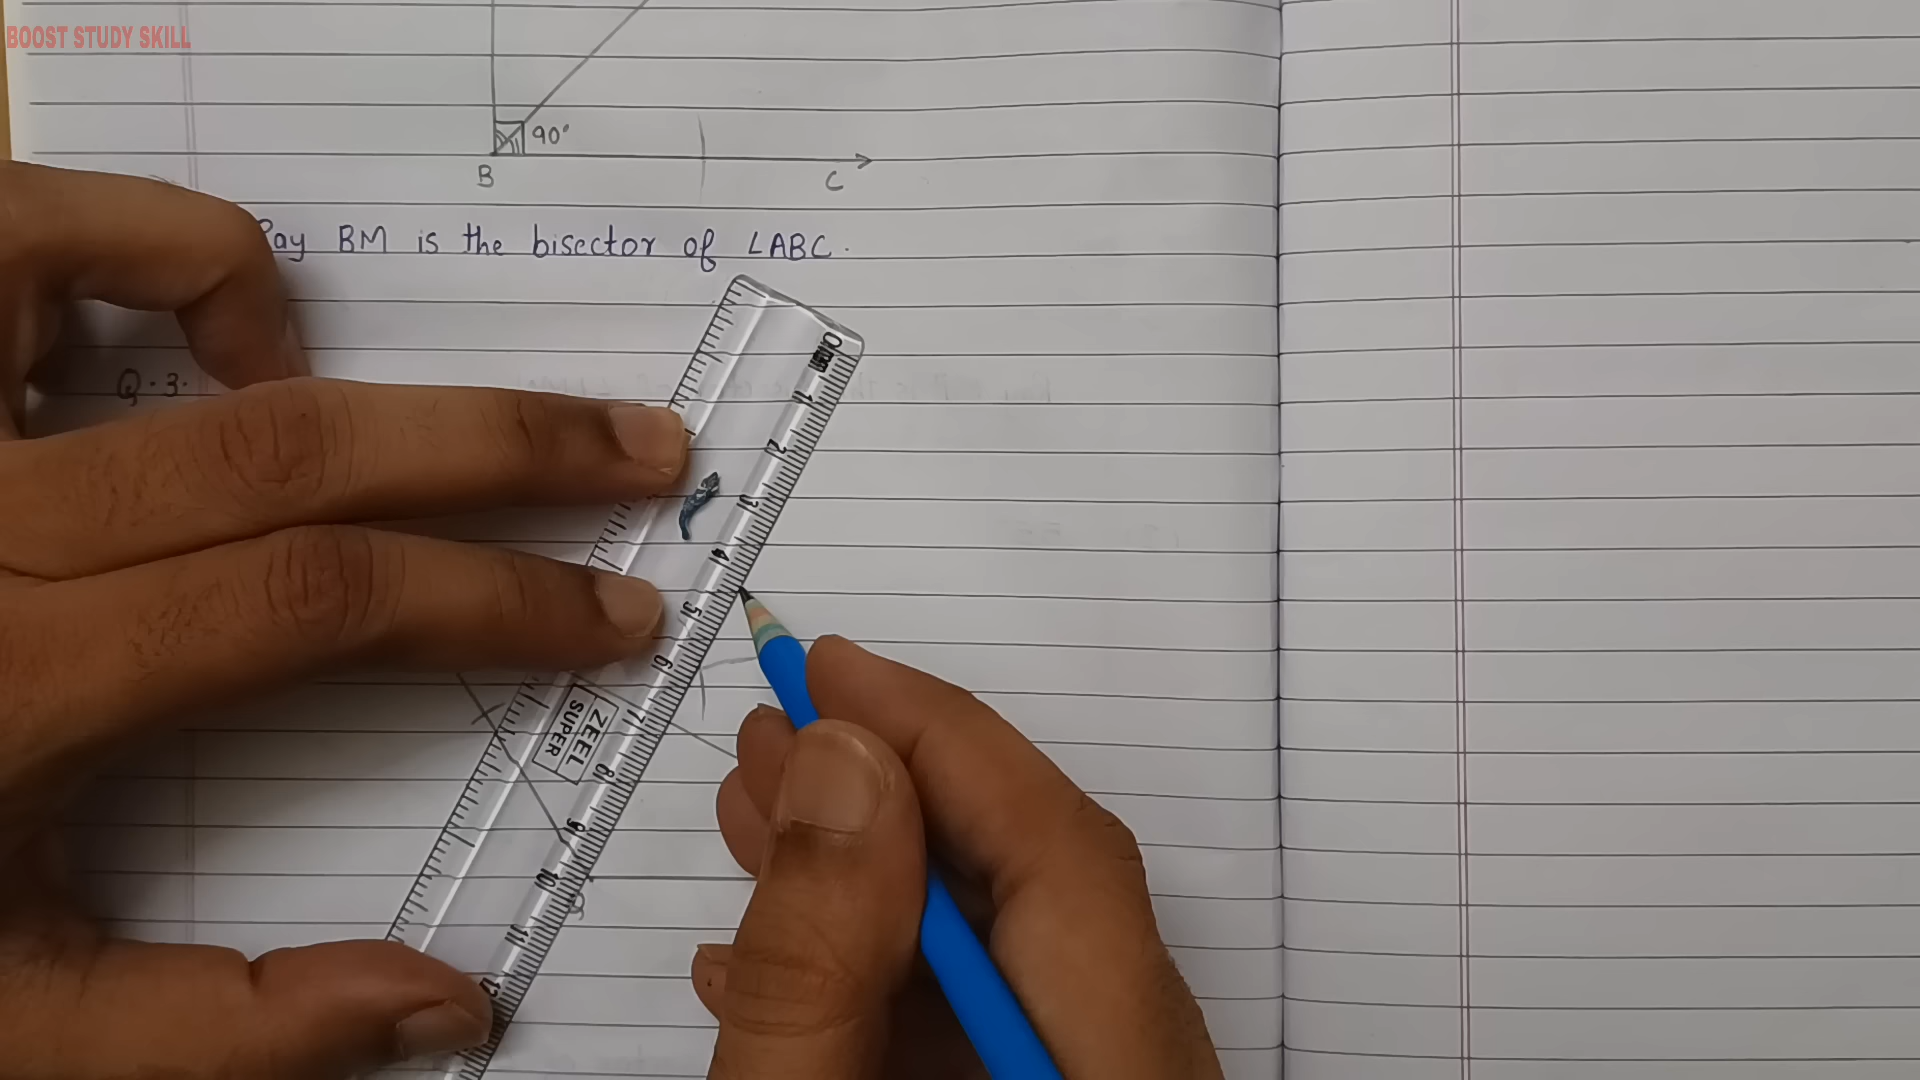 BOOST STUDY SKILL
90°
B C
Ray BM is the bisector of ∠ABC.
Q.3.
0 1 2 3 4 5 6 7 8 9 10 11 12
ZEEL
SUPER